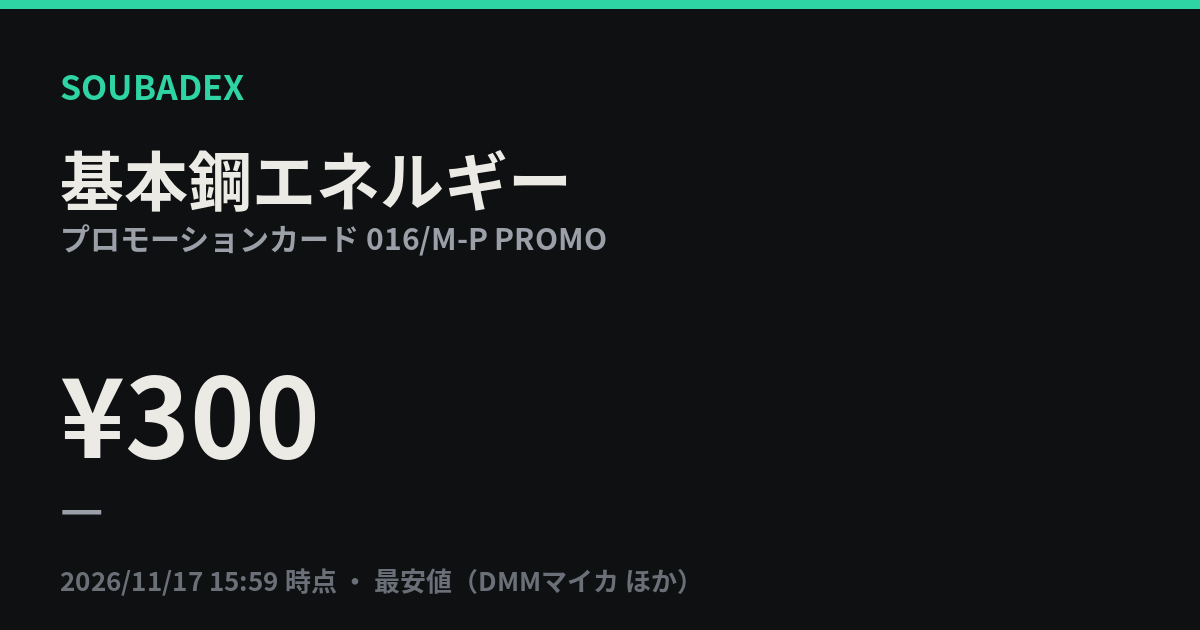 SOUBADEX
基本鋼エネルギー
プロモーションカード 016/M-P PROMO
¥300
—
2026/11/17 15:59 時点 ・ 最安値（DMMマイカ ほか）